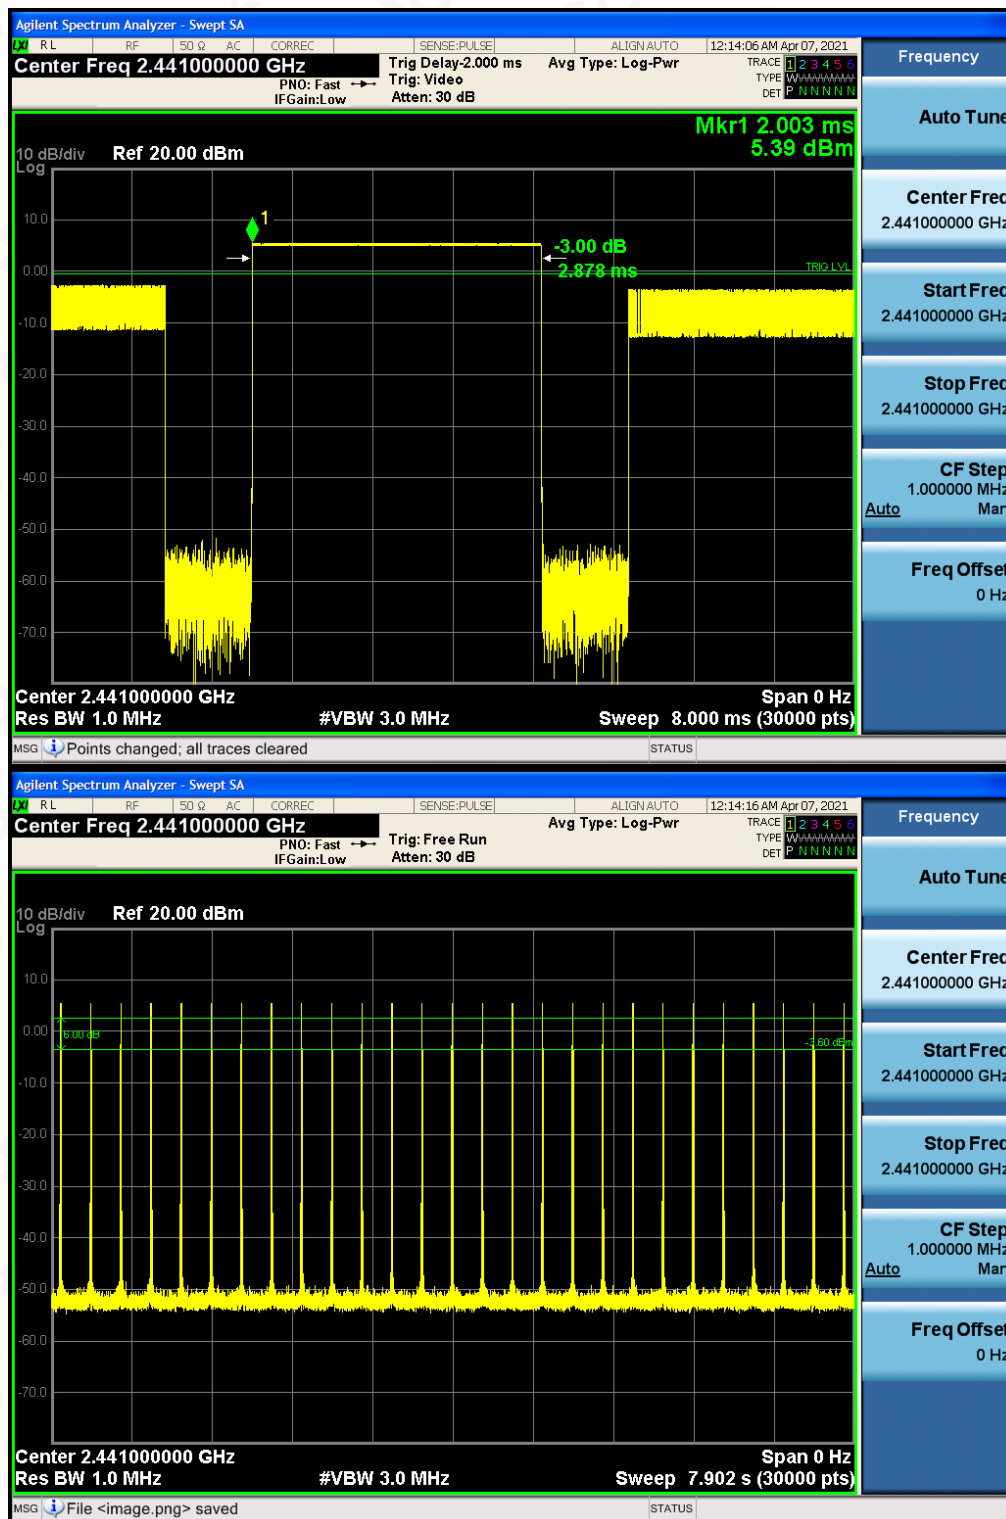 Agilent Spectrum Analyzer - Swept SA
LXI RL RF 50 Ω AC CORREC SENSE:PULSE ALIGN AUTO 12:14:06 AM Apr 07, 2021
Center Freq 2.441000000 GHz
PNO: Fast
IFGain:Low
Trig Delay-2.000 ms
Trig: Video
Atten: 30 dB
Avg Type: Log-Pwr
TRACE 1 2 3 4 5 6
TYPE WWWWWW
DET P N N N N N
Mkr1 2.003 ms
5.39 dBm
10 dB/div Ref 20.00 dBm
Log
10.0
0.00
-10.0
-20.0
-30.0
-40.0
-50.0
-60.0
-70.0
1
-3.00 dB
2.878 ms
TRIG LVL
Center 2.441000000 GHz Span 0 Hz
Res BW 1.0 MHz #VBW 3.0 MHz Sweep 8.000 ms (30000 pts)
MSG Points changed; all traces cleared STATUS
Frequency
Auto Tune
Center Freq
2.441000000 GHz
Start Freq
2.441000000 GHz
Stop Freq
2.441000000 GHz
CF Step
1.000000 MHz
Auto Man
Freq Offset
0 Hz
Agilent Spectrum Analyzer - Swept SA
LXI RL RF 50 Ω AC CORREC SENSE:PULSE ALIGN AUTO 12:14:16 AM Apr 07, 2021
Center Freq 2.441000000 GHz
PNO: Fast
IFGain:Low
Trig: Free Run
Atten: 30 dB
Avg Type: Log-Pwr
TRACE 1 2 3 4 5 6
TYPE WWWWWW
DET P N N N N N
10 dB/div Ref 20.00 dBm
Log
10.0
0.00
-10.0
-20.0
-30.0
-40.0
-50.0
-60.0
-70.0
6.00 dB
-3.60 dBm
Center 2.441000000 GHz Span 0 Hz
Res BW 1.0 MHz #VBW 3.0 MHz Sweep 7.902 s (30000 pts)
MSG File <image.png> saved STATUS
Frequency
Auto Tune
Center Freq
2.441000000 GHz
Start Freq
2.441000000 GHz
Stop Freq
2.441000000 GHz
CF Step
1.000000 MHz
Auto Man
Freq Offset
0 Hz